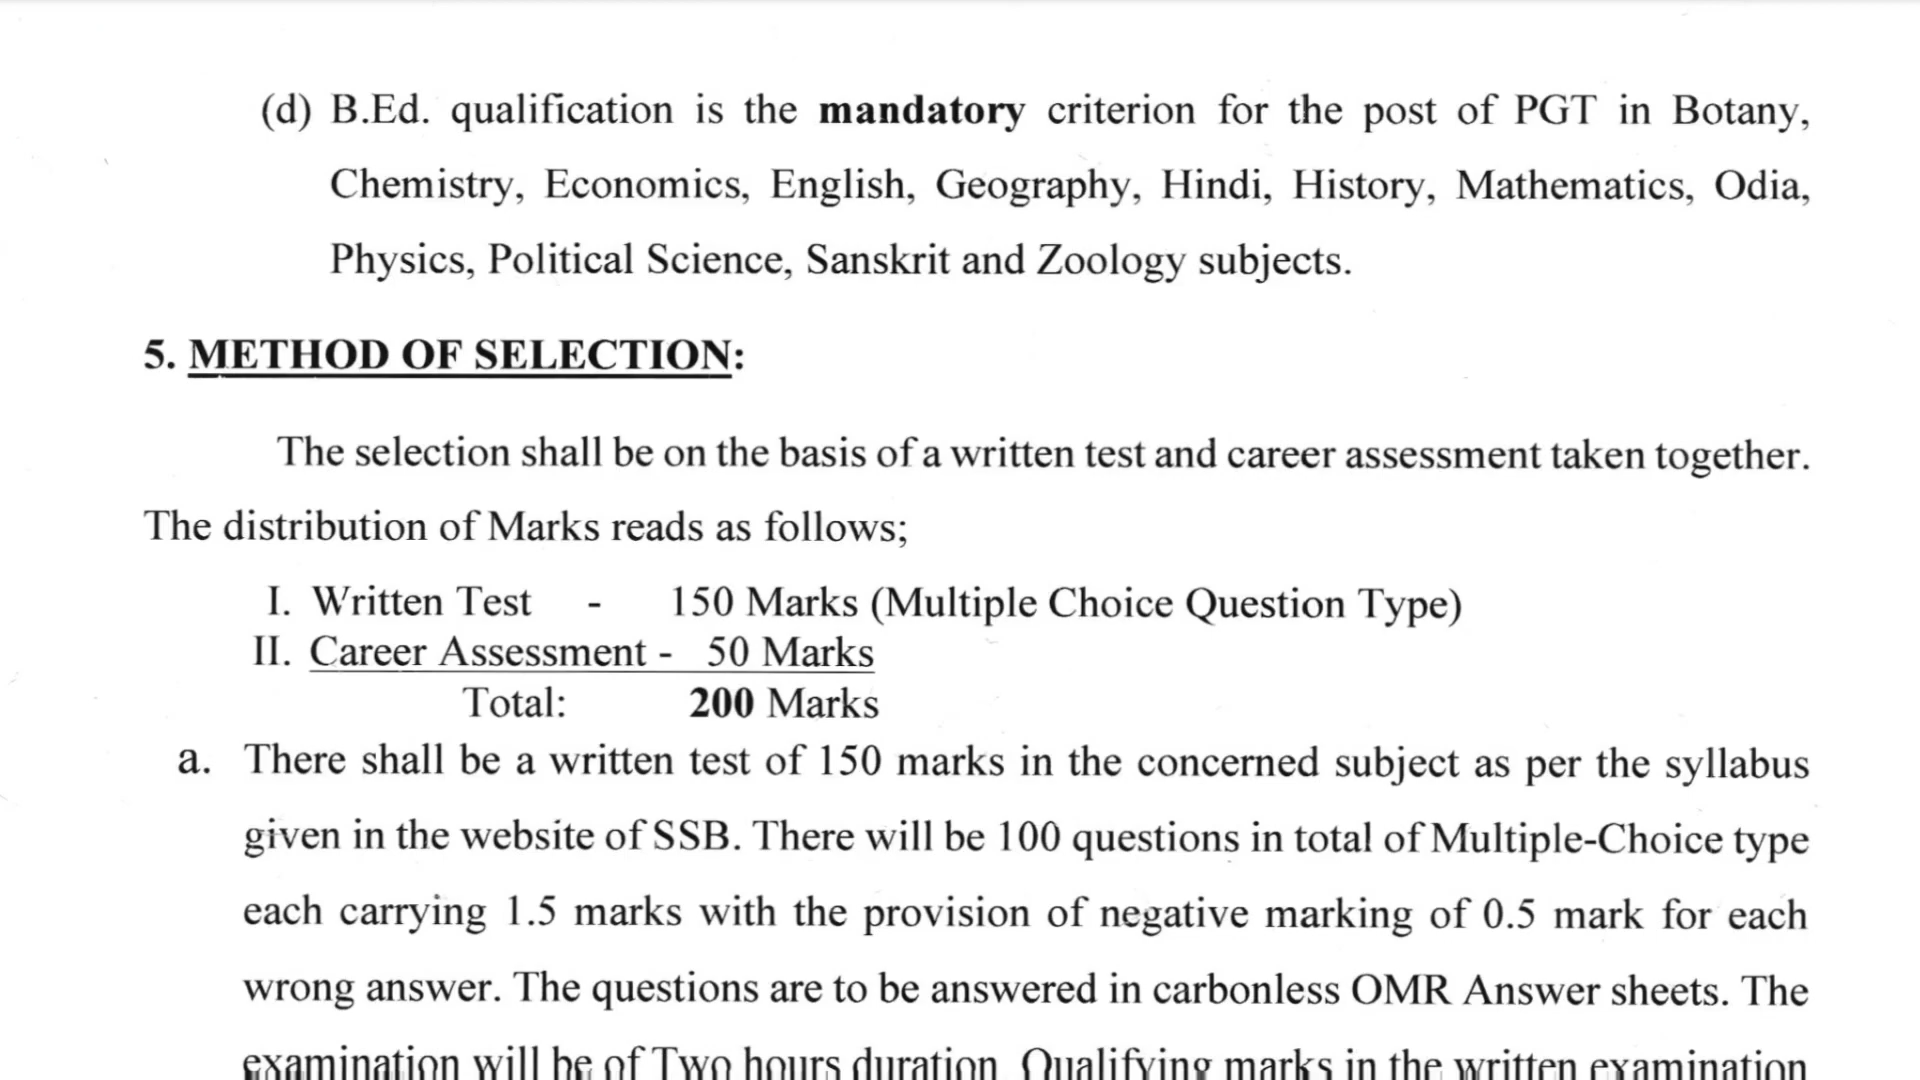 (d) B.Ed. qualification is the mandatory criterion for the post of PGT in Botany,
Chemistry, Economics, English, Geography, Hindi, History, Mathematics, Odia,
Physics, Political Science, Sanskrit and Zoology subjects.
5. METHOD OF SELECTION:
The selection shall be on the basis of a written test and career assessment taken together.
The distribution of Marks reads as follows;
I. Written Test - 150 Marks (Multiple Choice Question Type)
II. Career Assessment - 50 Marks
Total: 200 Marks
a. There shall be a written test of 150 marks in the concerned subject as per the syllabus
given in the website of SSB. There will be 100 questions in total of Multiple-Choice type
each carrying 1.5 marks with the provision of negative marking of 0.5 mark for each
wrong answer. The questions are to be answered in carbonless OMR Answer sheets. The
examination will be of Two hours duration. Qualifying marks in the written examination